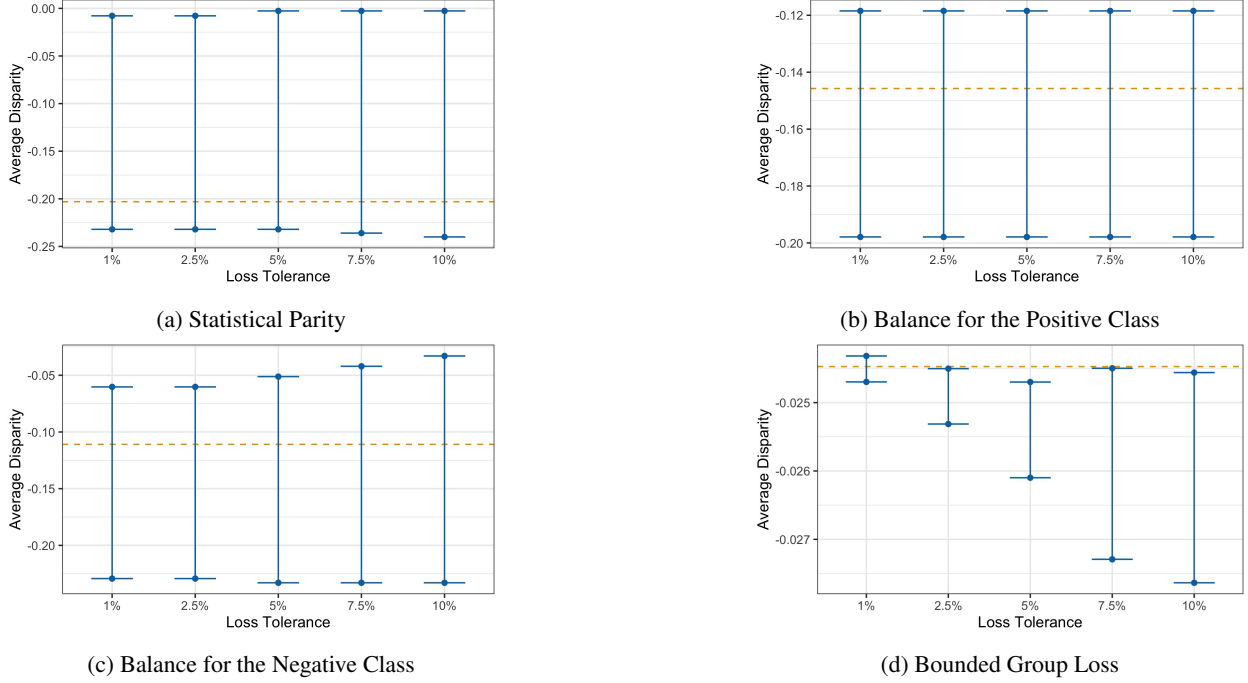 0.00
-0.05
-0.10
-0.15
-0.20
-0.25
Average Disparity
1% 2.5% 5% 7.5% 10%
Loss Tolerance
(a) Statistical Parity
-0.12
-0.14
-0.16
-0.18
-0.20
Average Disparity
1% 2.5% 5% 7.5% 10%
Loss Tolerance
(b) Balance for the Positive Class
-0.05
-0.10
-0.15
-0.20
Average Disparity
1% 2.5% 5% 7.5% 10%
Loss Tolerance
(c) Balance for the Negative Class
-0.025
-0.026
-0.027
Average Disparity
1% 2.5% 5% 7.5% 10%
Loss Tolerance
(d) Bounded Group Loss